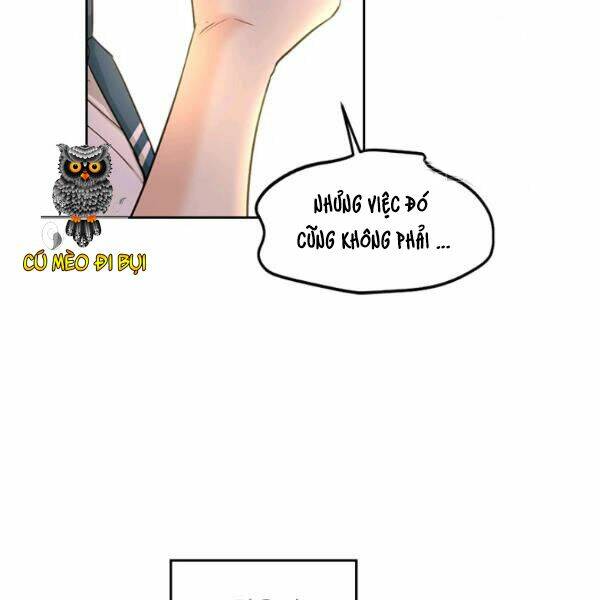 NHƯNG VIỆC ĐÓ
CŨNG KHÔNG PHẢI ...
CÚ MÈO ĐI BỤI